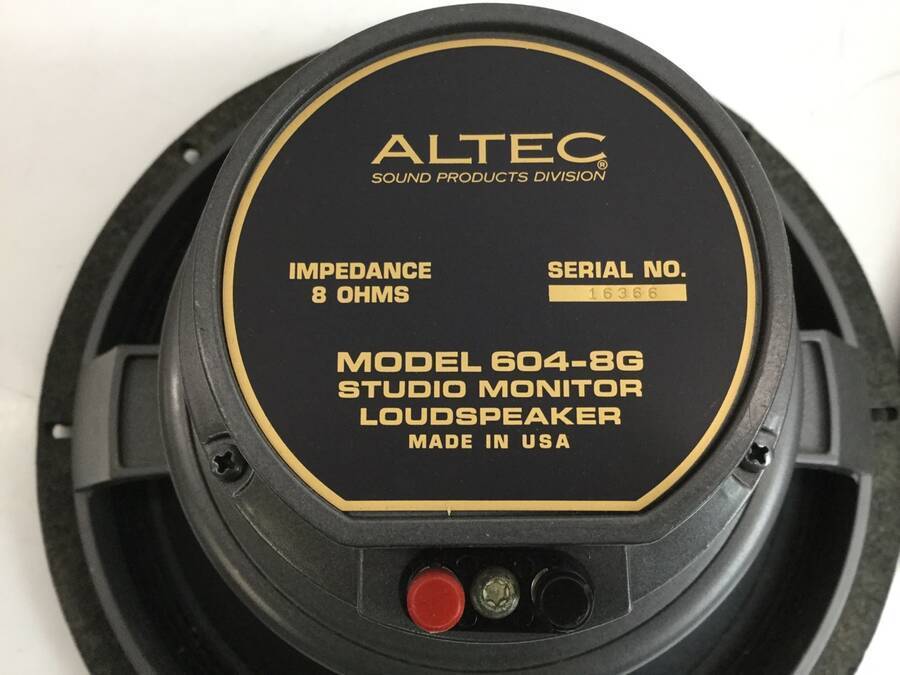 ALTEC®
SOUND PRODUCTS DIVISION
IMPEDANCE
8 OHMS
SERIAL NO.
16366
MODEL 604-8G
STUDIO MONITOR
LOUDSPEAKER
MADE IN USA